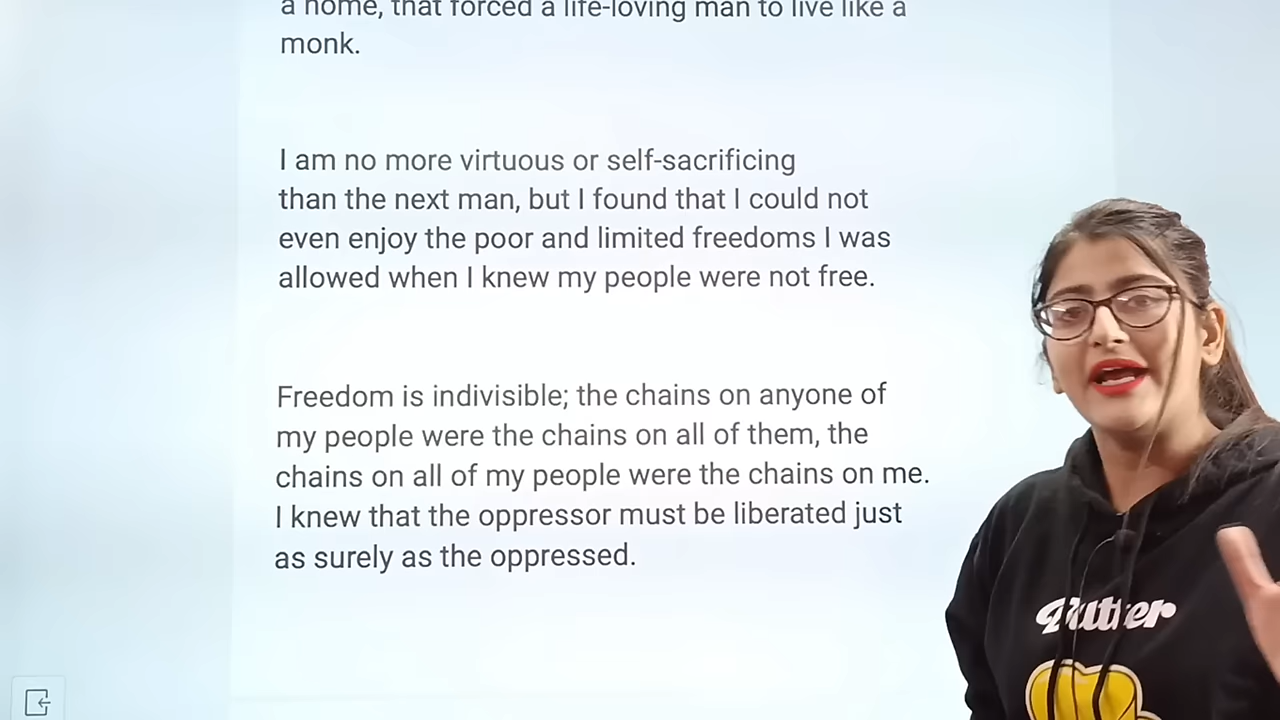 a home, that forced a life-loving man to live like a
monk.
I am no more virtuous or self-sacrificing
than the next man, but I found that I could not
even enjoy the poor and limited freedoms I was
allowed when I knew my people were not free.
Freedom is indivisible; the chains on anyone of
my people were the chains on all of them, the
chains on all of my people were the chains on me.
I knew that the oppressor must be liberated just
as surely as the oppressed.
Butter